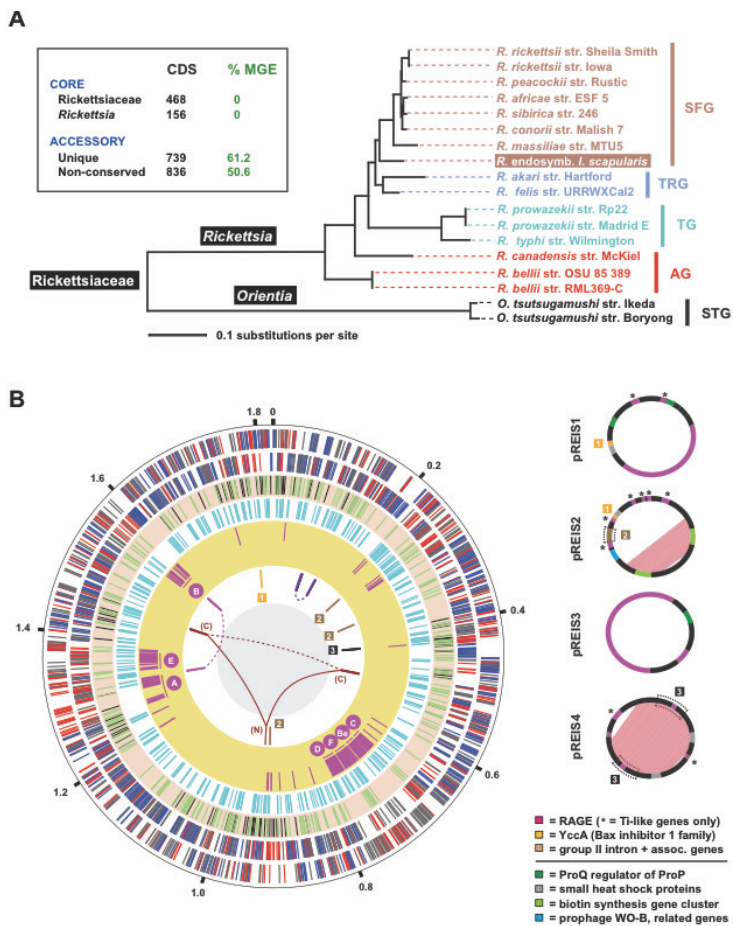 A
CDS % MGE
CORE
Rickettsiaceae 468 0
Rickettsia 156 0
ACCESSORY
Unique 739 61.2
Non-conserved 836 50.6
R. rickettsii str. Sheila Smith
R. rickettsii str. Iowa
R. peacockii str. Rustic
R. africae str. ESF 5
R. sibirica str. 246
R. conorii str. Malish 7
R. massiliae str. MTU5
R. endosymb. I. scapularis
SFG
R. akari str. Hartford
R. felis str. URRWXCal2
TRG
R. prowazekii str. Rp22
R. prowazekii str. Madrid E
R. typhi str. Wilmington
TG
R. canadensis str. McKiel
R. bellii str. OSU 85 389
R. bellii str. RML369-C
AG
O. tsutsugamushi str. Ikeda
O. tsutsugamushi str. Boryong
STG
Rickettsia
Rickettsiaceae
Orientia
0.1 substitutions per site
B
0
0.2
0.4
0.6
0.8
1.0
1.2
1.4
1.6
1.8
B
E
A
D
F
Be
C
(C)
(C)
(N)
1
2
2
3
2
pREIS1
* *
1
pREIS2
* * * * * *
1
2
pREIS3
pREIS4
* *
3
3
= RAGE (* = Ti-like genes only)
= YccA (Bax inhibitor 1 family)
= group II intron + assoc. genes
= ProQ regulator of ProP
= small heat shock proteins
= biotin synthesis gene cluster
= prophage WO-B, related genes